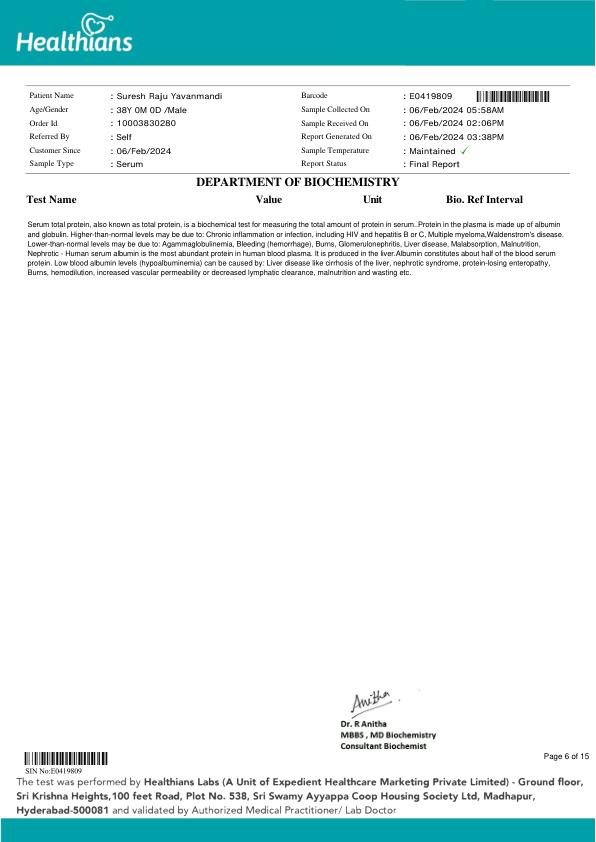 Healthians
Patient Name : Suresh Raju Yavanmandi Barcode : E0419809
Age/Gender : 38Y 0M 0D /Male Sample Collected On : 06/Feb/2024 05:58AM
Order Id : 10003830280 Sample Received On : 06/Feb/2024 02:06PM
Referred By : Self Report Generated On : 06/Feb/2024 03:38PM
Customer Since : 06/Feb/2024 Sample Temperature : Maintained ✓
Sample Type : Serum Report Status : Final Report
DEPARTMENT OF BIOCHEMISTRY
Test Name Value Unit Bio. Ref Interval
Serum total protein, also known as total protein, is a biochemical test for measuring the total amount of protein in serum..Protein in the plasma is made up of albumin
and globulin. Higher-than-normal levels may be due to: Chronic inflammation or infection, including HIV and hepatitis B or C, Multiple myeloma,Waldenstrom's disease.
Lower-than-normal levels may be due to: Agammaglobulinemia, Bleeding (hemorrhage), Burns, Glomerulonephritis, Liver disease, Malabsorption, Malnutrition,
Nephrotic - Human serum albumin is the most abundant protein in human blood plasma. It is produced in the liver.Albumin constitutes about half of the blood serum
protein. Low blood albumin levels (hypoalbuminemia) can be caused by: Liver disease like cirrhosis of the liver, nephrotic syndrome, protein-losing enteropathy,
Burns, hemodilution, increased vascular permeability or decreased lymphatic clearance, malnutrition and wasting etc.
Anitha
Dr. R Anitha
MBBS , MD Biochemistry
Consultant Biochemist
Page 6 of 15
SIN No:E0419809
The test was performed by Healthians Labs (A Unit of Expedient Healthcare Marketing Private Limited) - Ground floor,
Sri Krishna Heights,100 feet Road, Plot No. 538, Sri Swamy Ayyappa Coop Housing Society Ltd, Madhapur,
Hyderabad-500081 and validated by Authorized Medical Practitioner/ Lab Doctor